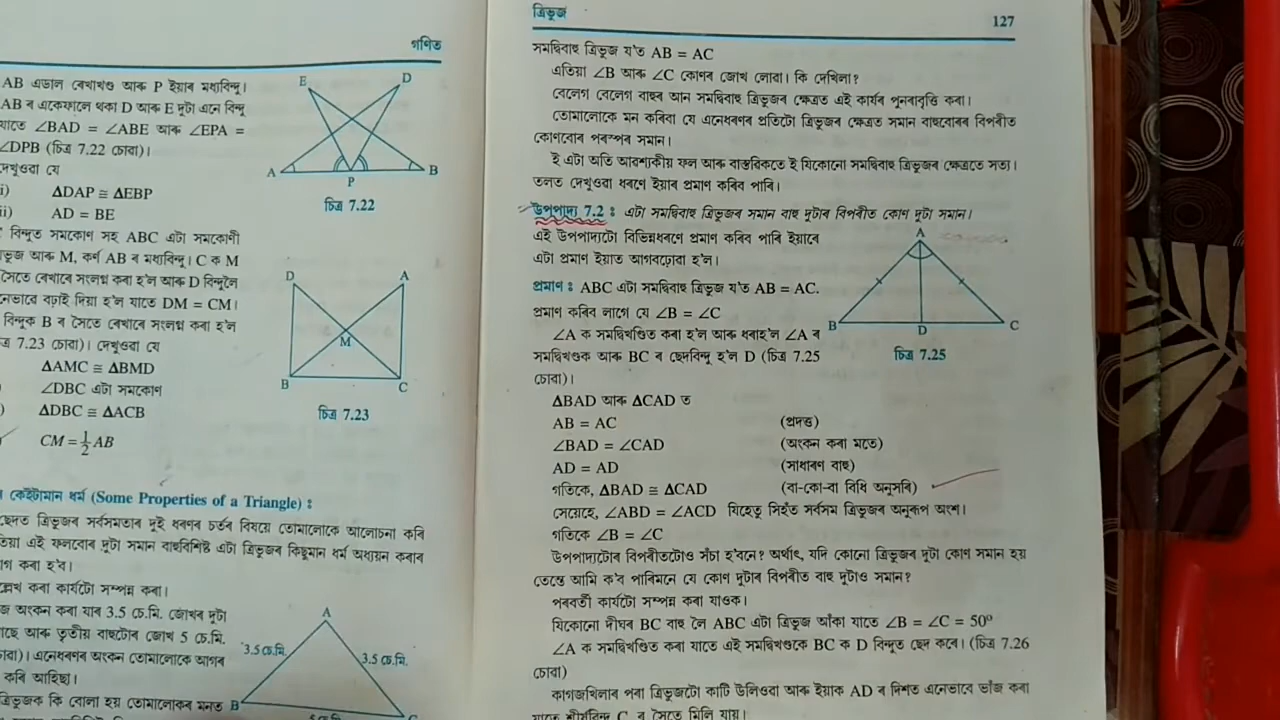 গণিত
AB এডাল ৰেখাখণ্ড আৰু P ইয়াৰ মধ্যবিন্দু।
AB ৰ একেফালে থকা D আৰু E দুটা এনে বিন্দু
যাতে ∠BAD = ∠ABE আৰু ∠EPA =
∠DPB (চিত্ৰ 7.22 চোৱা)।
দেখুওৱা যে
i) ΔDAP ≅ ΔEBP
ii) AD = BE
E
D
A
P
B
চিত্ৰ 7.22
বিন্দুত সমকোণ সহ ABC এটা সমকোণী
আৰু M, কৰ্ণ AB ৰ মধ্যবিন্দু। C ক M
সৈতে ৰেখাৰে সংলগ্ন কৰা হ'ল আৰু D বিন্দুলৈ
বঢ়াই দিয়া হ'ল যাতে DM = CM।
বিন্দুক B ৰ সৈতে ৰেখাৰে সংলগ্ন কৰা হ'ল
7.23 চোৱা)। দেখুওৱা যে
ΔAMC ≅ ΔBMD
∠DBC এটা সমকোণ
ΔDBC ≅ ΔACB
CM = 1/2 AB
D
A
M
B
C
চিত্ৰ 7.23
কেইটামান ধৰ্ম (Some Properties of a Triangle) :
ত্ৰিভুজৰ সৰ্বসমতাৰ দুই ধৰণৰ চৰ্তৰ বিষয়ে তোমালোকে আলোচনা কৰি
এই ফলবোৰ দুটা সমান বাহুবিশিষ্ট এটা ত্ৰিভুজৰ কিছুমান ধৰ্ম অধ্যয়ন কৰাৰ
কৰা হ'ব।
কৰা কাৰ্যটো সম্পন্ন কৰা।
অংকন কৰা যাৰ 3.5 চে.মি. জোখৰ দুটা
আছে আৰু তৃতীয় বাহুটোৰ জোখ 5 চে.মি.
এনেধৰণৰ অংকন তোমালোকে আগৰ
কৰি আহিছা।
ত্ৰিভুজক কি বোলা হয় তোমালোকৰ মনত
A
3.5 চে.মি.
3.5 চে.মি.
B
C
5 চে.মি.
ত্ৰিভুজ
127
সমদ্বিবাহু ত্ৰিভুজ য'ত AB = AC
এতিয়া ∠B আৰু ∠C কোণৰ জোখ লোৱা। কি দেখিলা?
বেলেগ বেলেগ বাহুৰ আন সমদ্বিবাহু ত্ৰিভুজৰ ক্ষেত্ৰত এই কাৰ্যৰ পুনৰাবৃত্তি কৰা।
তোমালোকে মন কৰিবা যে এনেধৰণৰ প্ৰতিটো ত্ৰিভুজৰ ক্ষেত্ৰত সমান বাহুবোৰৰ বিপৰীত
কোণবোৰ পৰস্পৰ সমান।
ই এটা অতি আৱশ্যকীয় ফল আৰু বাস্তৱিকতে ই যিকোনো সমদ্বিবাহু ত্ৰিভুজৰ ক্ষেত্ৰতে সত্য।
তলত দেখুওৱা ধৰণে ইয়াৰ প্ৰমাণ কৰিব পাৰি।
উপপাদ্য 7.2 : এটা সমদ্বিবাহু ত্ৰিভুজৰ সমান বাহু দুটাৰ বিপৰীত কোণ দুটা সমান।
এই উপপাদ্যটো বিভিন্নধৰণে প্ৰমাণ কৰিব পাৰি ইয়াৰে
এটা প্ৰমাণ ইয়াত আগবঢ়োৱা হ'ল।
প্ৰমাণ : ABC এটা সমদ্বিবাহু ত্ৰিভুজ য'ত AB = AC.
প্ৰমাণ কৰিব লাগে যে ∠B = ∠C
∠A ক সমদ্বিখণ্ডিত কৰা হ'ল আৰু ধৰাহ'ল ∠A ৰ
সমদ্বিখণ্ডক আৰু BC ৰ ছেদবিন্দু হ'ল D (চিত্ৰ 7.25
চোৱা)।
A
B
D
C
চিত্ৰ 7.25
ΔBAD আৰু ΔCAD ত
AB = AC (প্ৰদত্ত)
∠BAD = ∠CAD (অংকন কৰা মতে)
AD = AD (সাধাৰণ বাহু)
গতিকে, ΔBAD ≅ ΔCAD (বা-কো-বা বিধি অনুসৰি)
সেয়েহে, ∠ABD = ∠ACD যিহেতু সিহঁত সৰ্বসম ত্ৰিভুজৰ অনুৰূপ অংশ।
গতিকে ∠B = ∠C
উপপাদ্যটোৰ বিপৰীতটোও সঁচা হ'বনে? অৰ্থাৎ, যদি কোনো ত্ৰিভুজৰ দুটা কোণ সমান হয়
তেন্তে আমি ক'ব পাৰিমনে যে কোণ দুটাৰ বিপৰীত বাহু দুটাও সমান?
পৰবৰ্তী কাৰ্যটো সম্পন্ন কৰা যাওক।
যিকোনো দীঘৰ BC বাহু লৈ ABC এটা ত্ৰিভুজ আঁকা যাতে ∠B = ∠C = 50⁰
∠A ক সমদ্বিখণ্ডিত কৰা যাতে এই সমদ্বিখণ্ডকে BC ক D বিন্দুত ছেদ কৰে। (চিত্ৰ 7.26
চোৱা)
কাগজখিলাৰ পৰা ত্ৰিভুজটো কাটি উলিওৱা আৰু ইয়াক AD ৰ দিশত এনেভাৱে ভাঁজ কৰা
যাতে শীৰ্ষবিন্দু C ৰ সৈতে মিলি যায়।